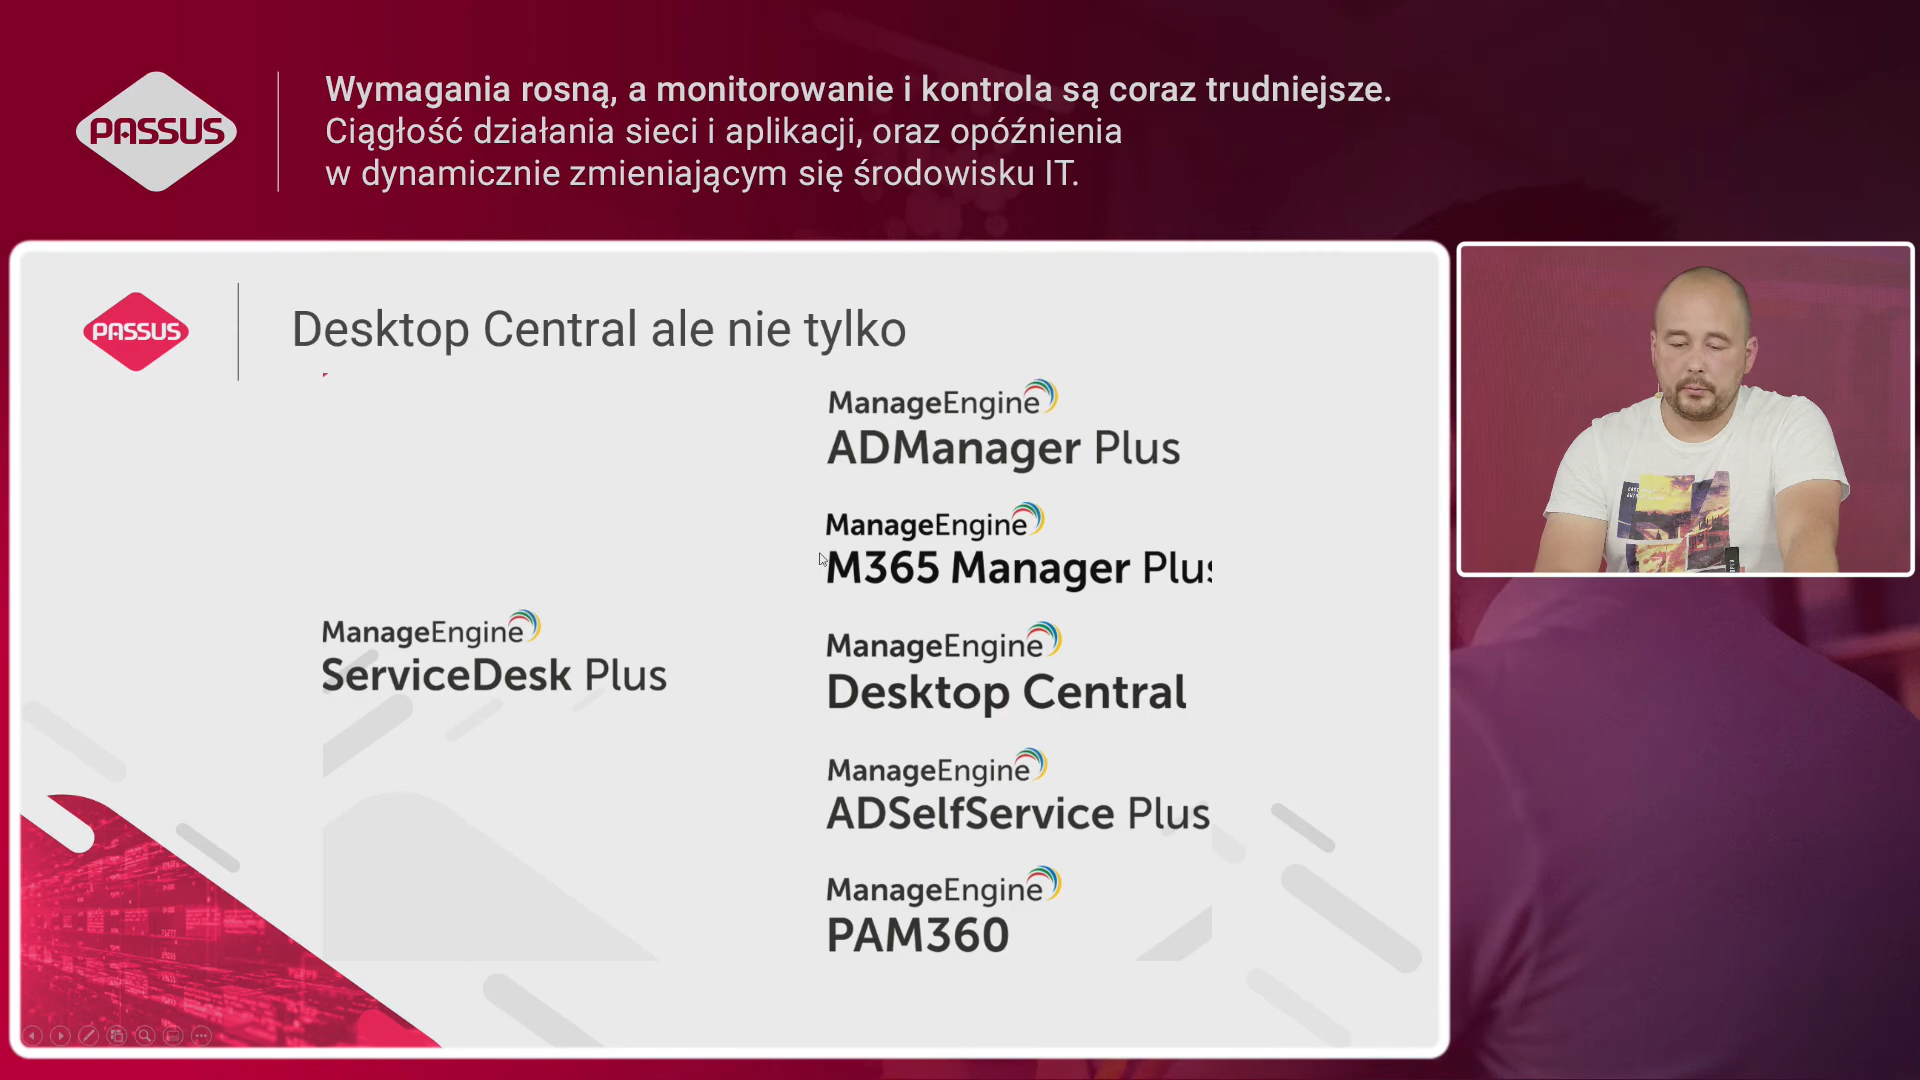 PASSUS
Wymagania rosną, a monitorowanie i kontrola są coraz trudniejsze.
Ciągłość działania sieci i aplikacji, oraz opóźnienia
w dynamicznie zmieniającym się środowisku IT.
PASSUS
Desktop Central ale nie tylko
ManageEngine
ServiceDesk Plus
ManageEngine
ADManager Plus
ManageEngine
M365 Manager Plus
ManageEngine
Desktop Central
ManageEngine
ADSelfService Plus
ManageEngine
PAM360